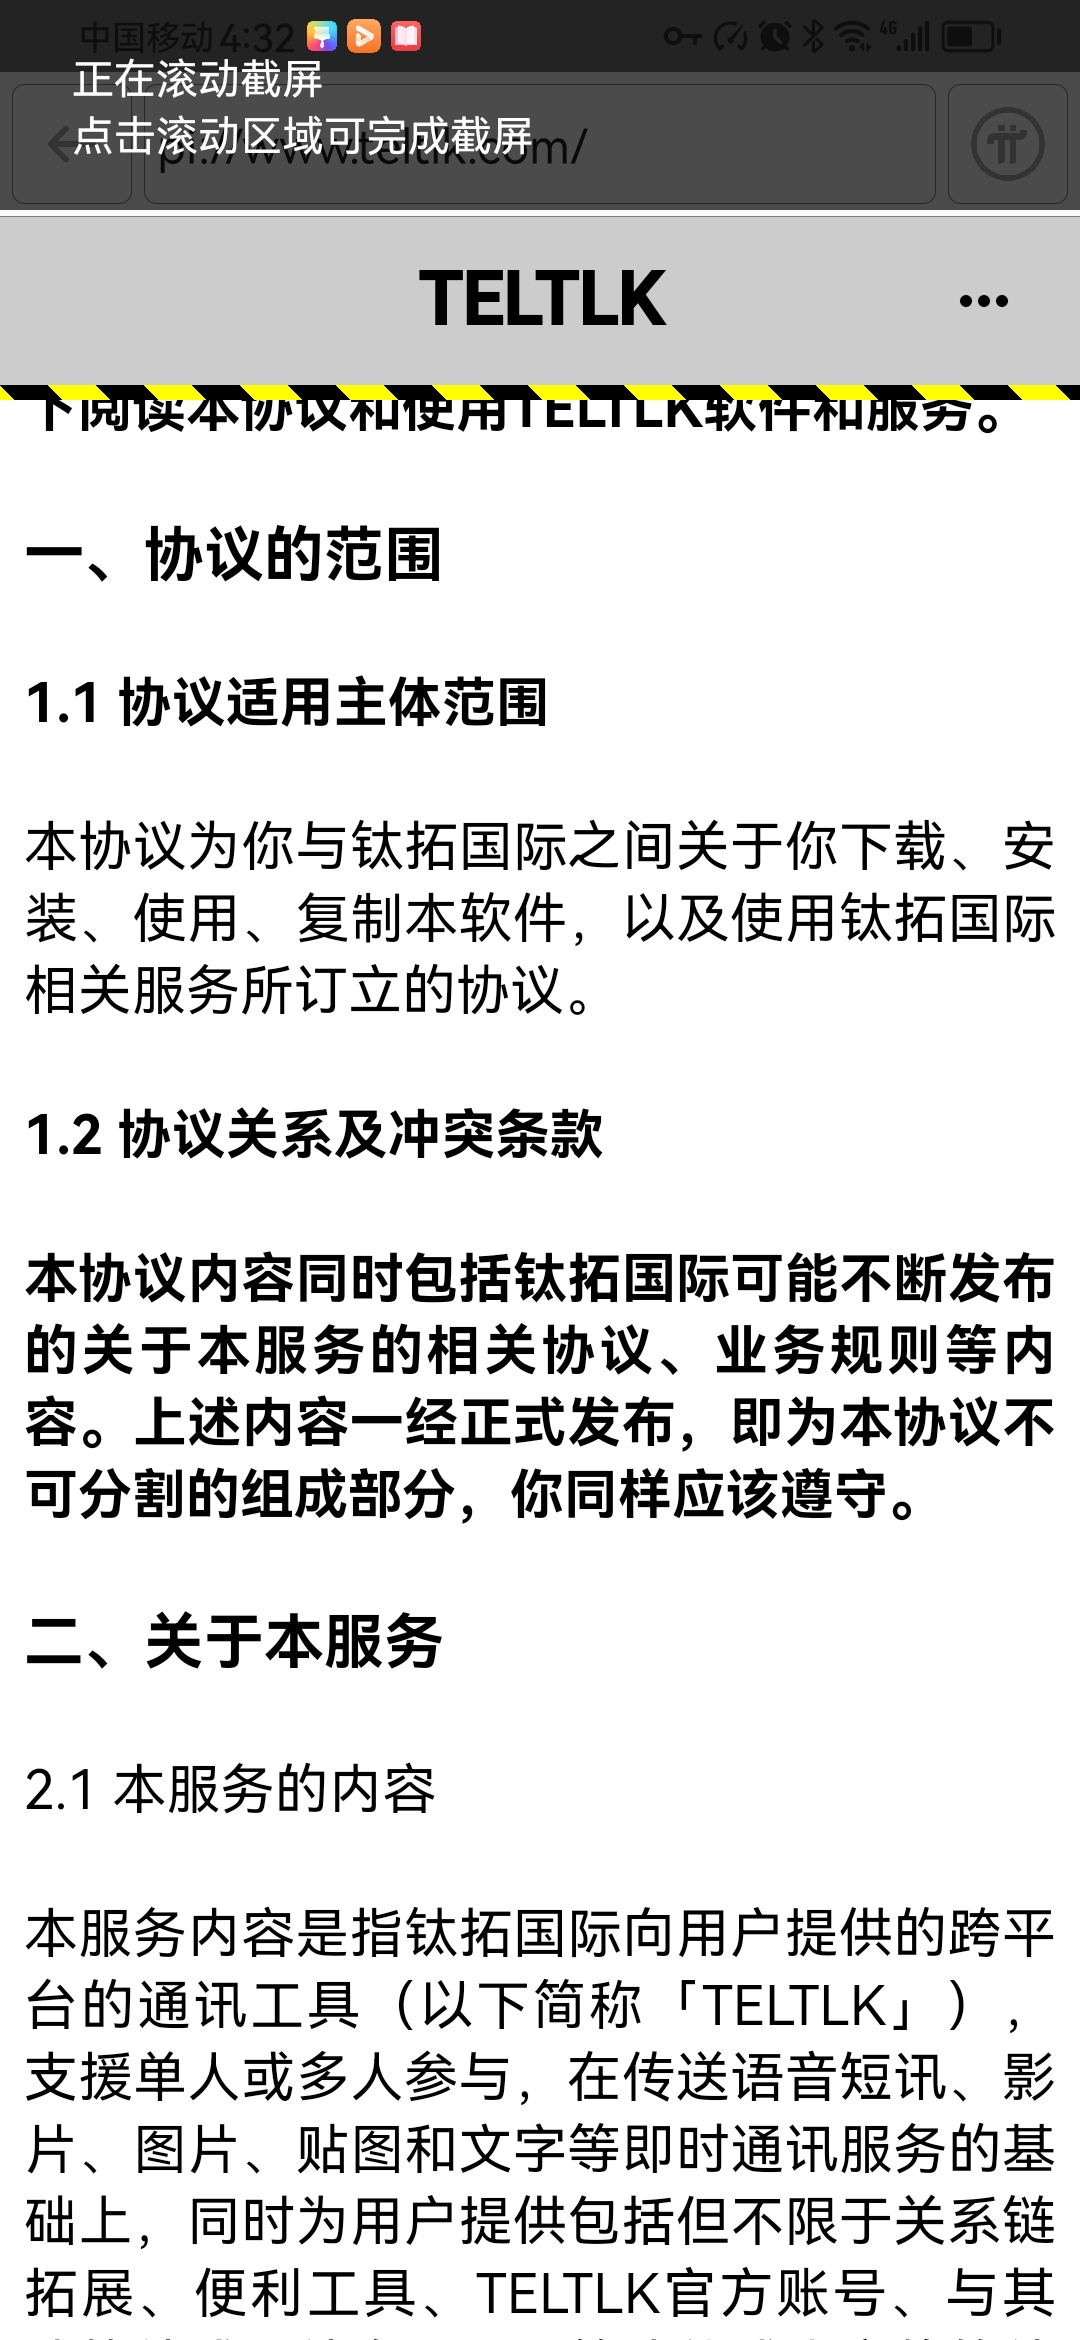 中国移动 4:32
4G
正在滚动截屏
点击滚动区域可完成截屏
pi://www.teltlk.com/
TELTLK
下阅读本协议和使用TELTLK软件和服务。
一、协议的范围
1.1 协议适用主体范围
本协议为你与钛拓国际之间关于你下载、安
装、使用、复制本软件，以及使用钛拓国际
相关服务所订立的协议。
1.2 协议关系及冲突条款
本协议内容同时包括钛拓国际可能不断发布
的关于本服务的相关协议、业务规则等内
容。上述内容一经正式发布，即为本协议不
可分割的组成部分，你同样应该遵守。
二、关于本服务
2.1 本服务的内容
本服务内容是指钛拓国际向用户提供的跨平
台的通讯工具（以下简称「TELTLK」），
支援单人或多人参与，在传送语音短讯、影
片、图片、贴图和文字等即时通讯服务的基
础上，同时为用户提供包括但不限于关系链
拓展、便利工具、TELTLK官方账号、与其